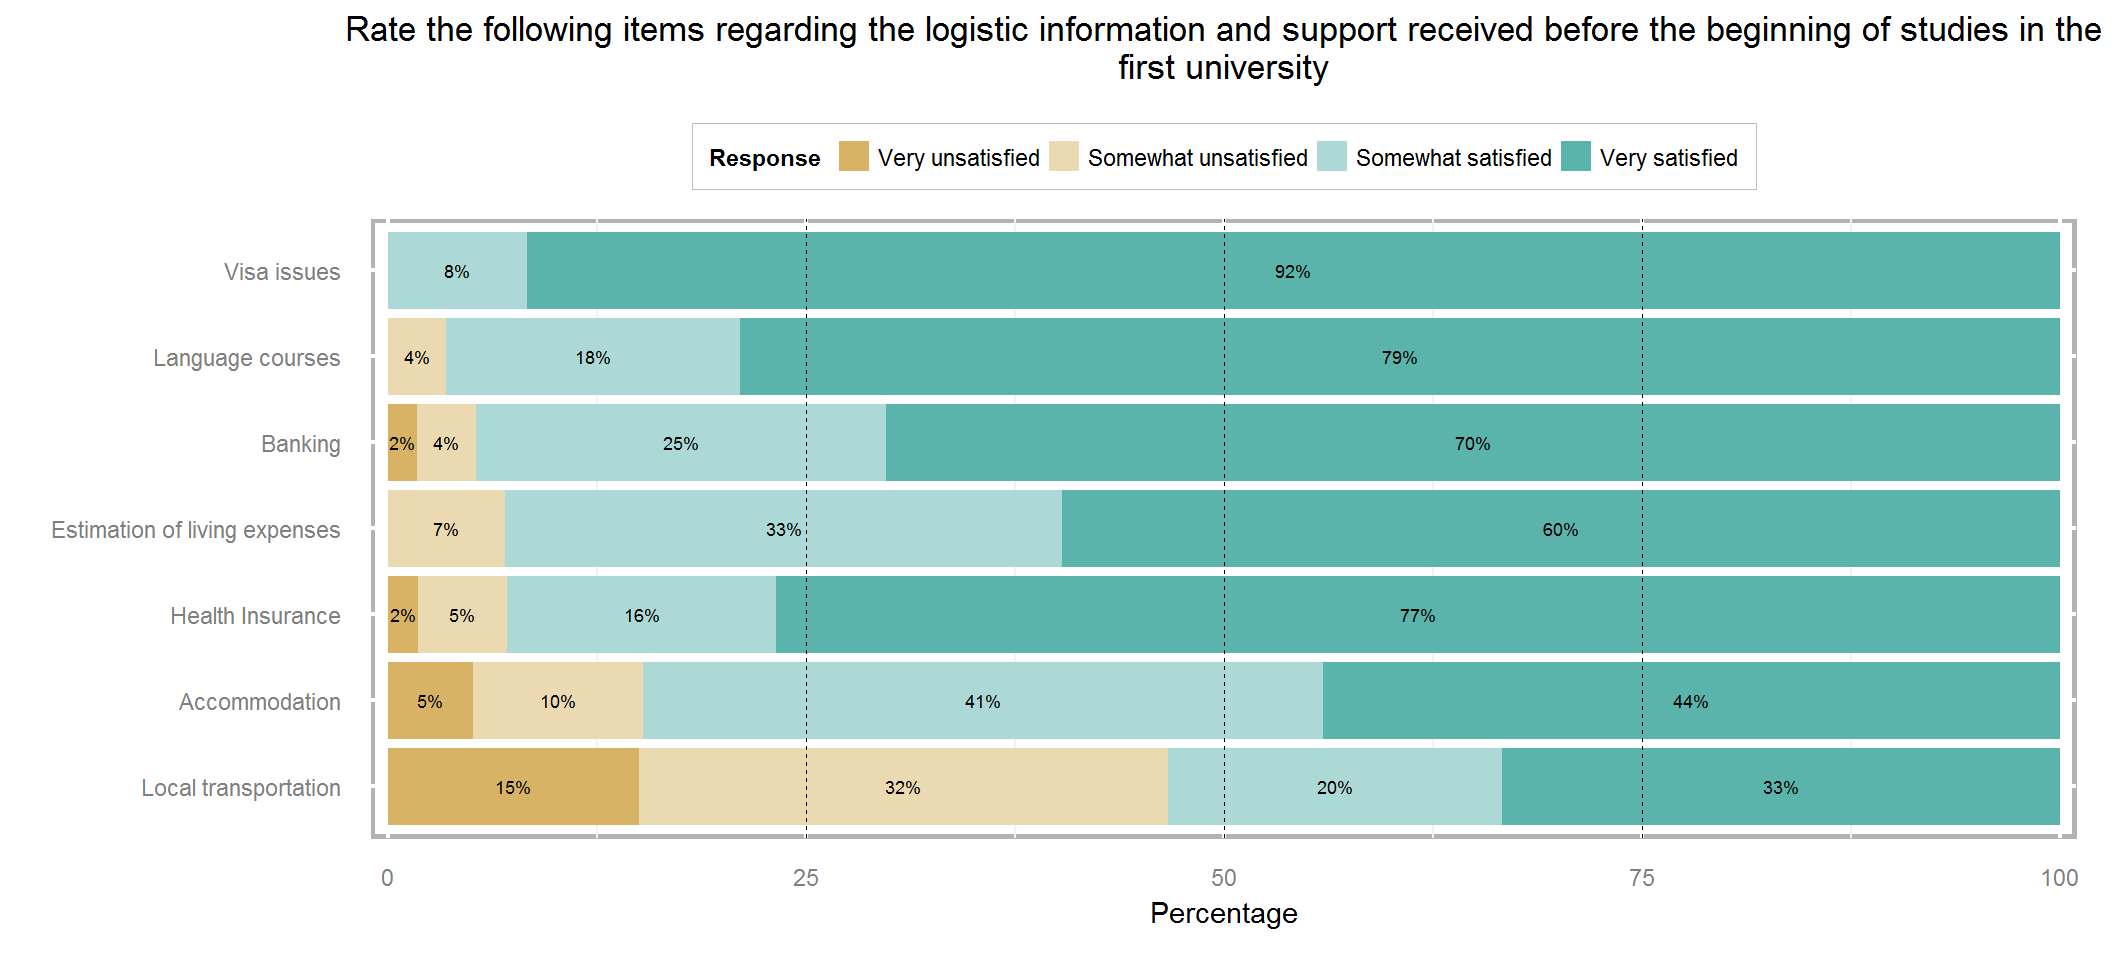 Rate the following items regarding the logistic information and support received before the beginning of studies in the
first university
Response Very unsatisfied Somewhat unsatisfied Somewhat satisfied Very satisfied
Visa issues 8% 92%
Language courses 4% 18% 79%
Banking 2% 4% 25% 70%
Estimation of living expenses 7% 33% 60%
Health Insurance 2% 5% 16% 77%
Accommodation 5% 10% 41% 44%
Local transportation 15% 32% 20% 33%
0 25 50 75 100
Percentage